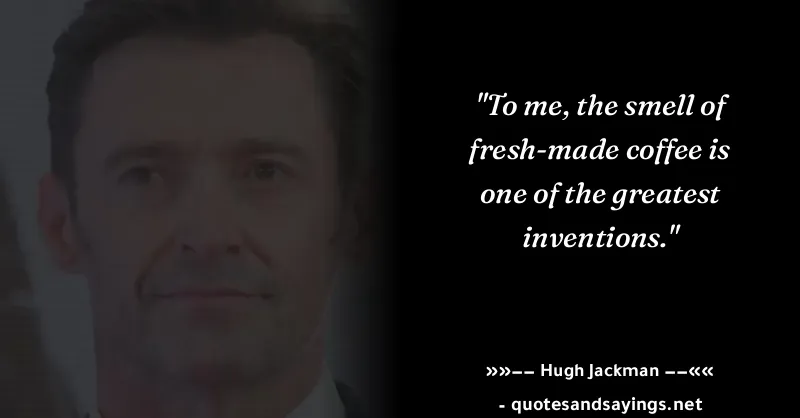 "To me, the smell of
fresh-made coffee is
one of the greatest
inventions."
»»–– Hugh Jackman ––««
- quotesandsayings.net